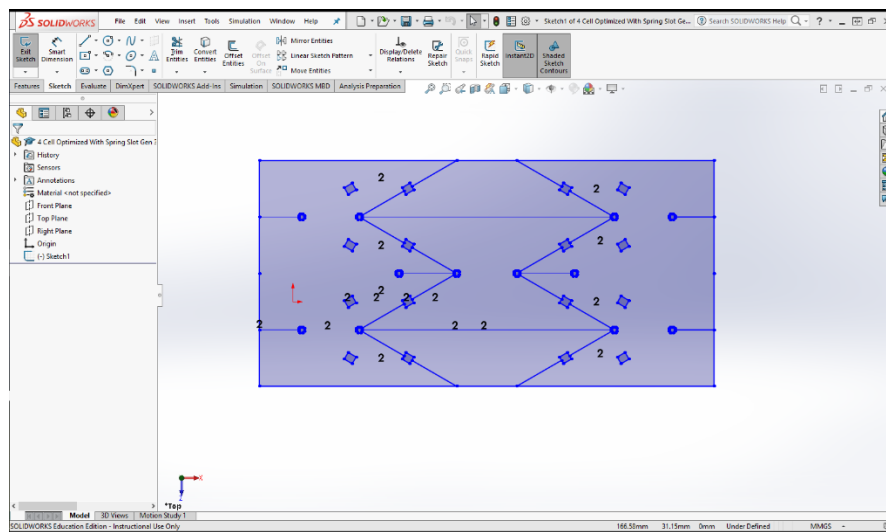 SOLIDWORKS File Edit View Insert Tools Simulation Window Help Sketch of 4 Cell Optimized With Spring Slot Ge... Search SOLIDWORKS Help
Exit Sketch
Smart Dimension
Trim Entities
Convert Entities
Offset Entities
Offset On Surface
Mirror Entities
Linear Sketch Pattern
Move Entities
Display/Delete Relations
Repair Sketch
Quick Snaps
Rapid Sketch
Instant2D
Shaded Sketch Contours
Features Sketch Evaluate DimXpert SOLIDWORKS Add-Ins Simulation SOLIDWORKS MBD Analysis Preparation
4 Cell Optimized With Spring Slot Gen
History
Sensors
Annotations
Material <not specified>
Front Plane
Top Plane
Right Plane
Origin
(-) Sketch1
2 2
2 2
2
2 2 2 2 2
2 2 2 2
2 2
X
Z
*Top
Model 3D Views Motion Study 1
SOLIDWORKS Education Edition - Instructional Use Only 166.58mm 31.15mm 0mm Under Defined MMGS